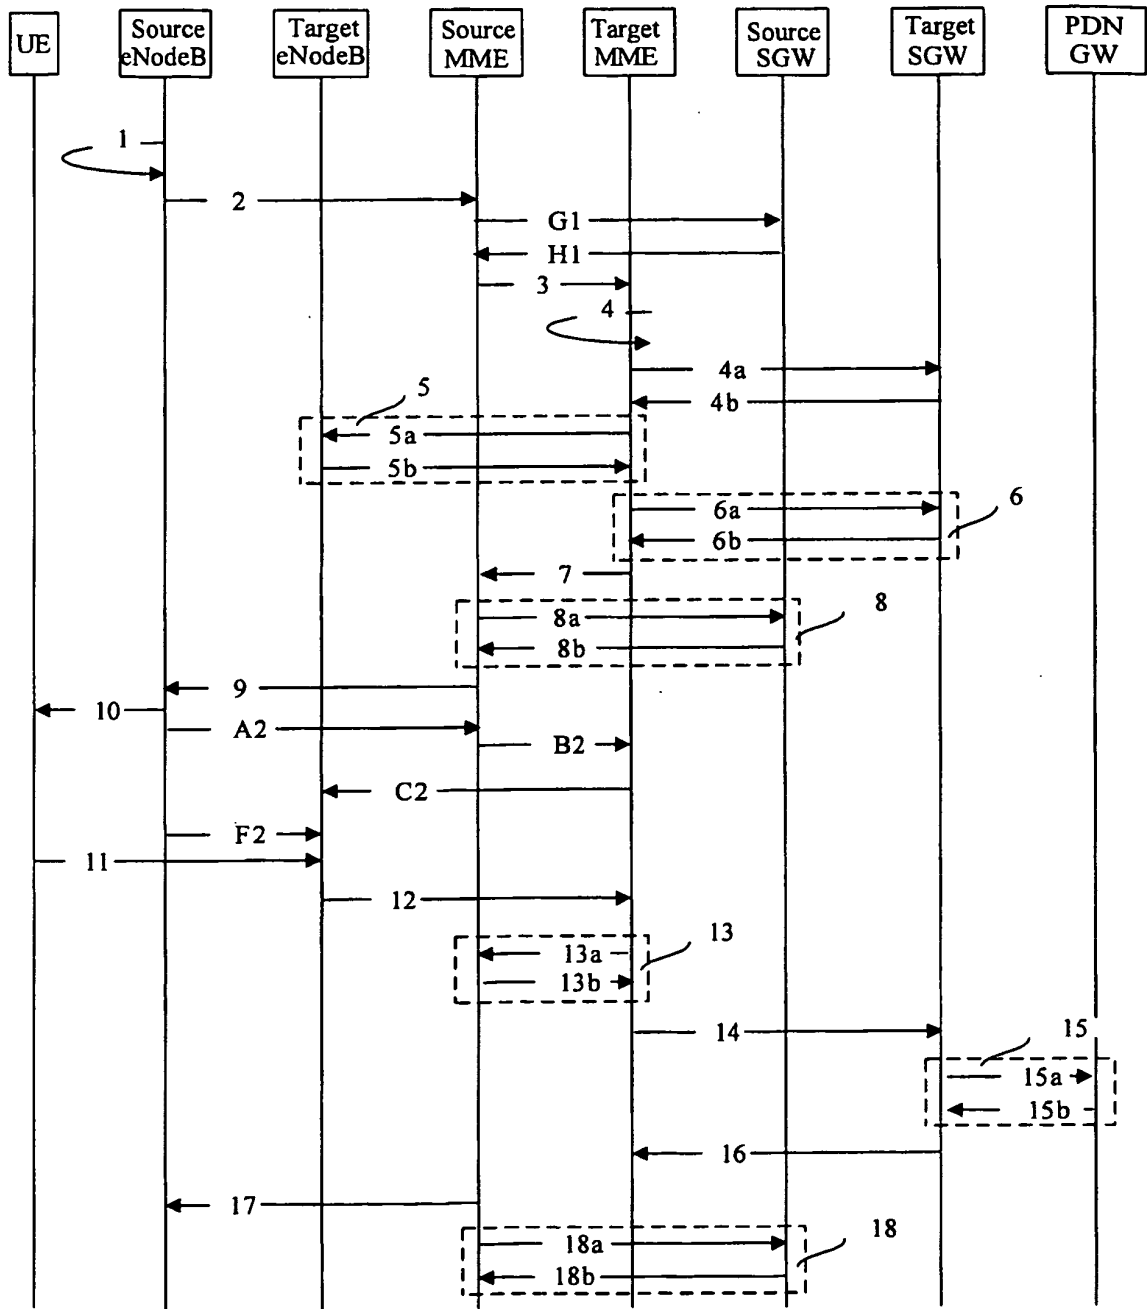 UE
Source
eNodeB
Target
eNodeB
Source
MME
Target
MME
Source
SGW
Target
SGW
PDN
GW
1
2
G1
H1
3
4
4a
4b
5
5a
5b
6
6a
6b
7
8
8a
8b
9
10
A2
B2
C2
F2
11
12
13
13a
13b
14
15
15a
15b
16
17
18
18a
18b